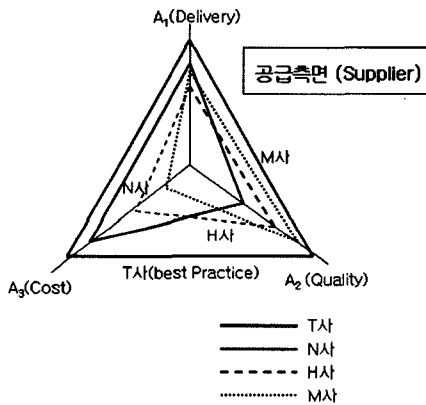 A₁(Delivery)
공급측면 (Supplier)
M사
N사
H사
T사(best Practice)
A₃(Cost)
A₂ (Quality)
T사
N사
H사
M사